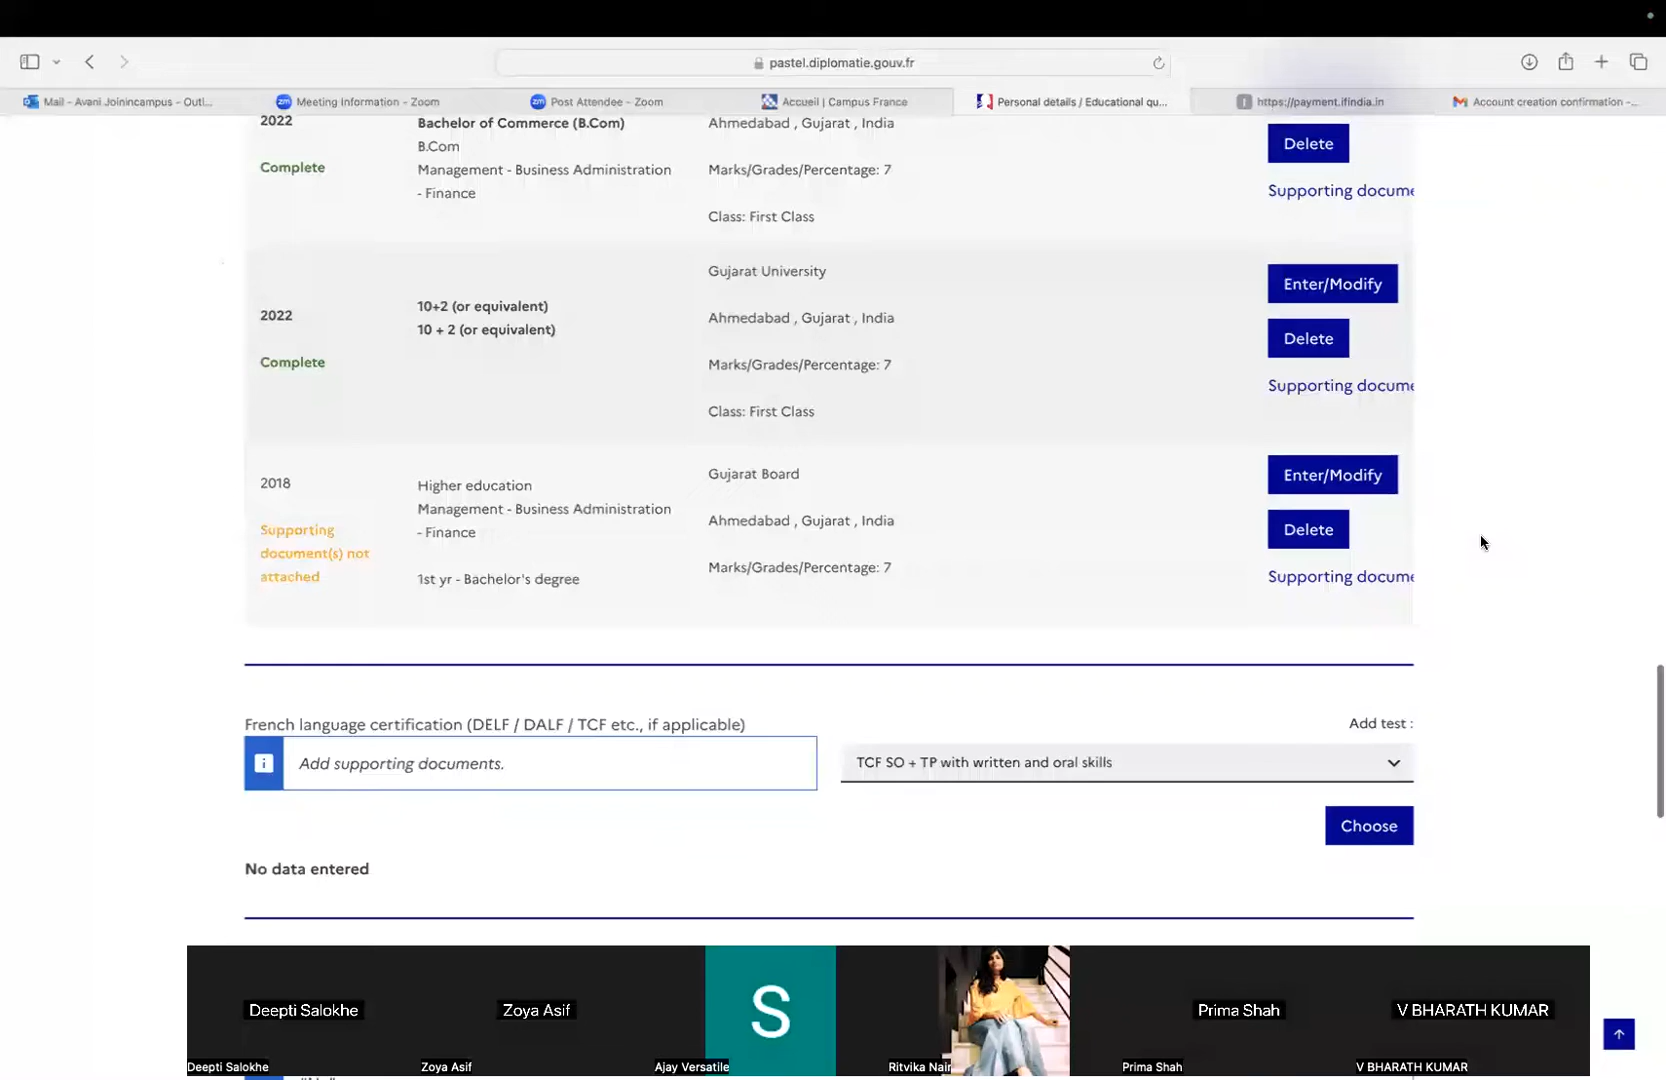 pastel.diplomatie.gouv.fr
Mail - Avani Joinincampus - Outl...
zm Meeting Information - Zoom
zm Post Attendee - Zoom
Accueil | Campus France
Personal details / Educational qu...
https://payment.ifindia.in
Account creation confirmation -...
2022
Complete
Bachelor of Commerce (B.Com)
B.Com
Management - Business Administration
- Finance
Ahmedabad , Gujarat , India
Marks/Grades/Percentage: 7
Class: First Class
Delete
Supporting docume
2022
Complete
10+2 (or equivalent)
10 + 2 (or equivalent)
Gujarat University
Ahmedabad , Gujarat , India
Marks/Grades/Percentage: 7
Class: First Class
Enter/Modify
Delete
Supporting docume
2018
Supporting
document(s) not
attached
Higher education
Management - Business Administration
- Finance
1st yr - Bachelor's degree
Gujarat Board
Ahmedabad , Gujarat , India
Marks/Grades/Percentage: 7
Enter/Modify
Delete
Supporting docume
French language certification (DELF / DALF / TCF etc., if applicable)
Add supporting documents.
Add test :
TCF SO + TP with written and oral skills
Choose
No data entered
Deepti Salokhe
Zoya Asif
S
Prima Shah
V BHARATH KUMAR
Deepti Salokhe
Zoya Asif
Ajay Versatile
Ritvika Nair
Prima Shah
V BHARATH KUMAR